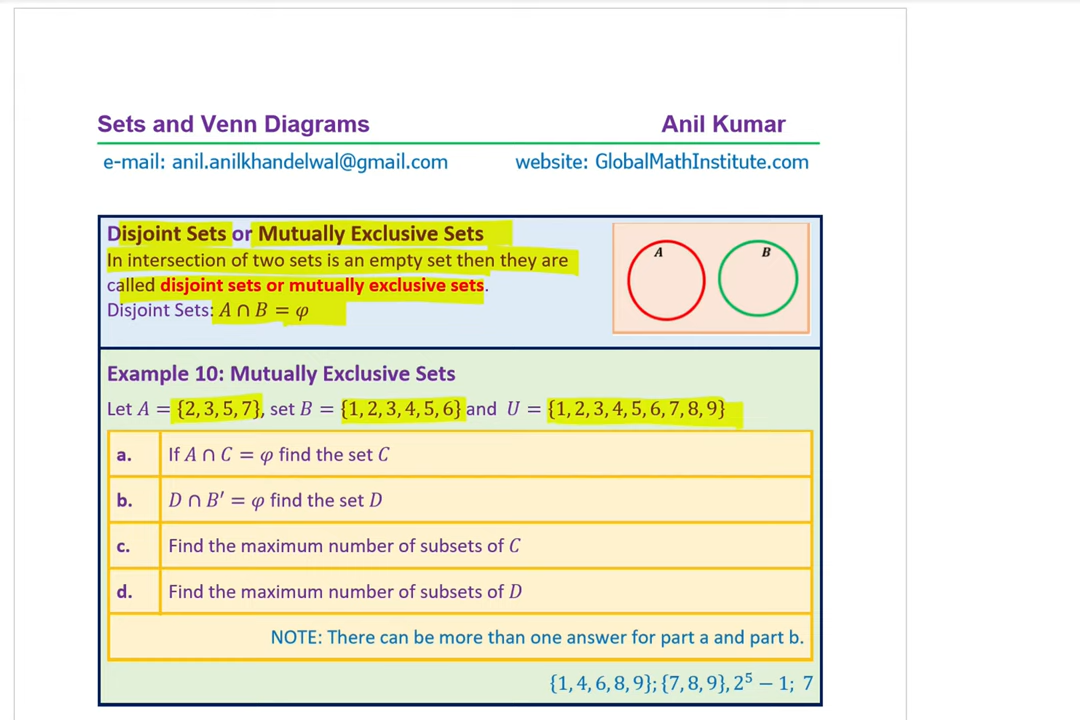 Sets and Venn Diagrams Anil Kumar
e-mail: anil.anilkhandelwal@gmail.com website: GlobalMathInstitute.com
Disjoint Sets or Mutually Exclusive Sets
In intersection of two sets is an empty set then they are
called disjoint sets or mutually exclusive sets.
Disjoint Sets: A ∩ B = φ
A B
Example 10: Mutually Exclusive Sets
Let A = {2, 3, 5, 7}, set B = {1, 2, 3, 4, 5, 6} and U = {1, 2, 3, 4, 5, 6, 7, 8, 9}
a. If A ∩ C = φ find the set C
b. D ∩ B′ = φ find the set D
c. Find the maximum number of subsets of C
d. Find the maximum number of subsets of D
NOTE: There can be more than one answer for part a and part b.
{1, 4, 6, 8, 9}; {7, 8, 9}, 2⁵ − 1; 7